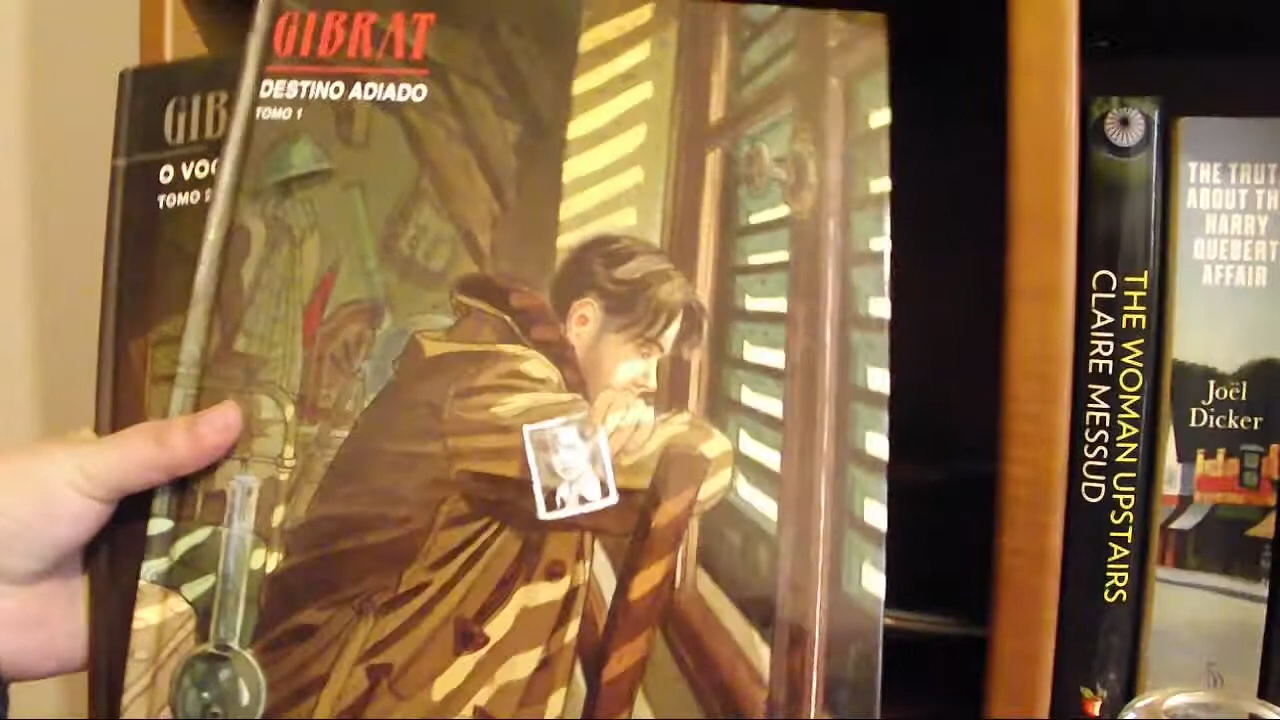 GIBRAT
DESTINO ADIADO
TOMO 1
GIB
O VO
TOMO
THE WOMAN UPSTAIRS
CLAIRE MESSUD
THE TRUT
ABOUT TH
HARRY
QUEBERT
AFFAIR
Joël
Dicker